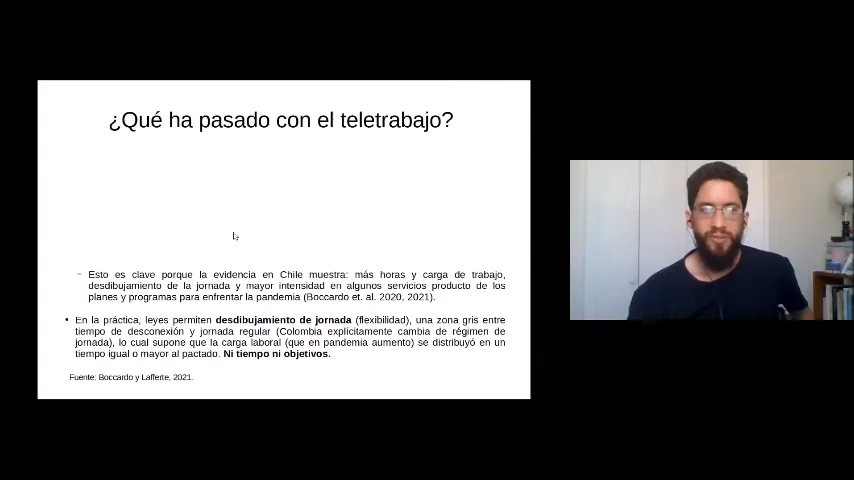 ¿Qué ha pasado con el teletrabajo?
– Esto es clave porque la evidencia en Chile muestra: más horas y carga de trabajo,
desdibujamiento de la jornada y mayor intensidad en algunos servicios producto de los
planes y programas para enfrentar la pandemia (Boccardo et. al. 2020, 2021).
• En la práctica, leyes permiten desdibujamiento de jornada (flexibilidad), una zona gris entre
tiempo de desconexión y jornada regular (Colombia explícitamente cambia de régimen de
jornada), lo cual supone que la carga laboral (que en pandemia aumento) se distribuyó en un
tiempo igual o mayor al pactado. Ni tiempo ni objetivos.
Fuente: Boccardo y Lafferte, 2021.